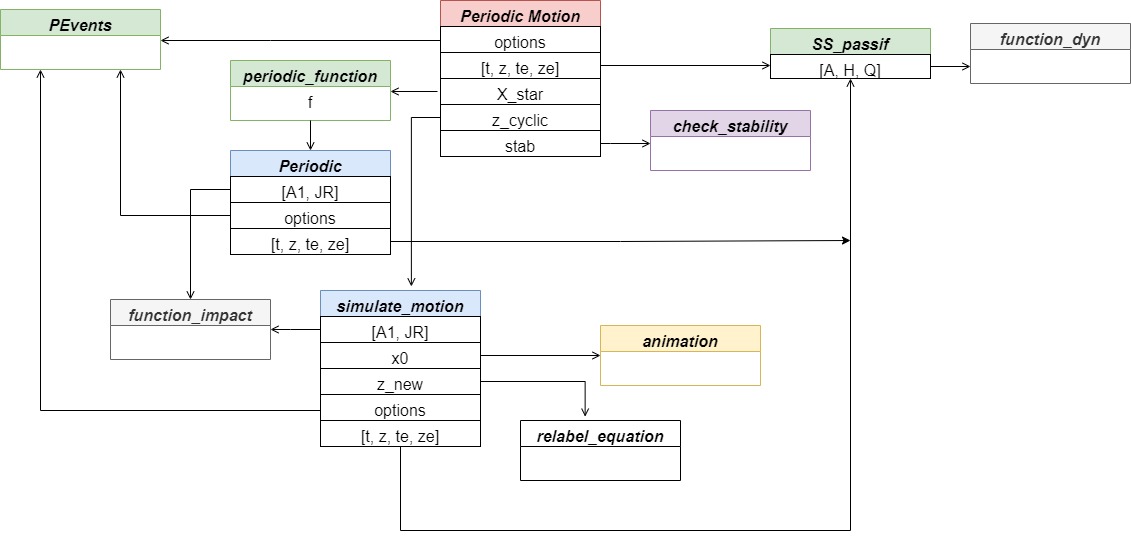 PEvents
Periodic Motion
options
[t, z, te, ze]
X_star
z_cyclic
stab
SS_passif
[A, H, Q]
function_dyn
periodic_function
f
check_stability
Periodic
[A1, JR]
options
[t, z, te, ze]
function_impact
simulate_motion
[A1, JR]
x0
z_new
options
[t, z, te, ze]
animation
relabel_equation